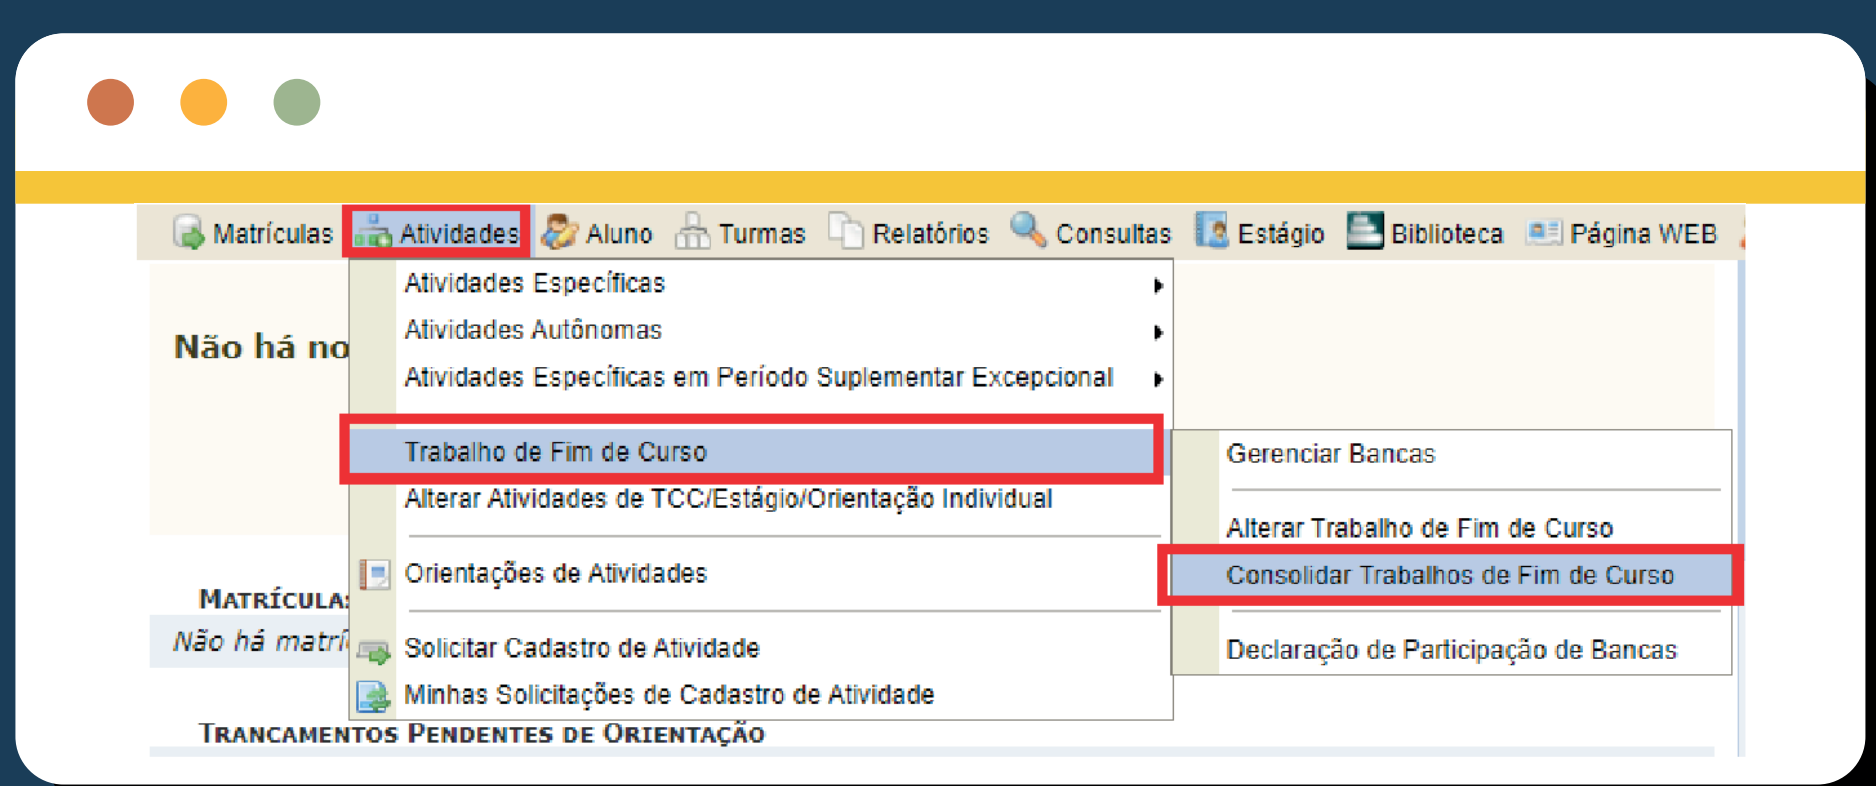 Matrículas Atividades Aluno Turmas Relatórios Consultas Estágio Biblioteca Página WEB
Atividades Específicas
Atividades Autônomas
Não há no
Atividades Específicas em Período Suplementar Excepcional
Trabalho de Fim de Curso
Gerenciar Bancas
Alterar Atividades de TCC/Estágio/Orientação Individual
Alterar Trabalho de Fim de Curso
Orientações de Atividades
Consolidar Trabalhos de Fim de Curso
MATRÍCULA
Não há matrí
Solicitar Cadastro de Atividade
Declaração de Participação de Bancas
Minhas Solicitações de Cadastro de Atividade
TRANCAMENTOS PENDENTES DE ORIENTAÇÃO